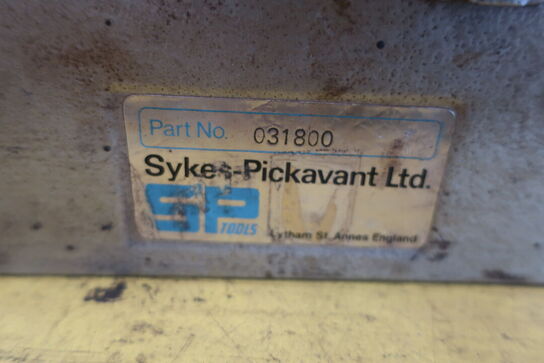 Part No. 031800
Sykes-Pickavant Ltd.
SP
TOOLS
Lytham St. Annes England